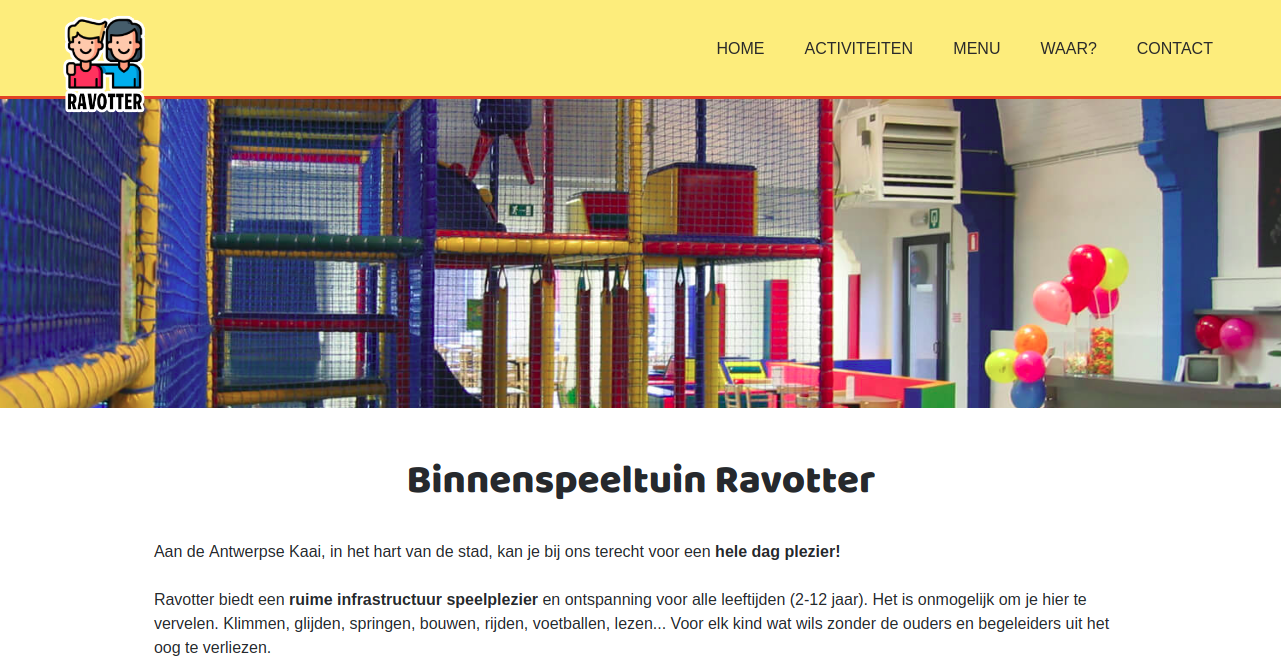 RAVOTTER
HOME ACTIVITEITEN MENU WAAR? CONTACT
Binnenspeeltuin Ravotter
Aan de Antwerpse Kaai, in het hart van de stad, kan je bij ons terecht voor een hele dag plezier!
Ravotter biedt een ruime infrastructuur speelplezier en ontspanning voor alle leeftijden (2-12 jaar). Het is onmogelijk om je hier te
vervelen. Klimmen, glijden, springen, bouwen, rijden, voetballen, lezen... Voor elk kind wat wils zonder de ouders en begeleiders uit het
oog te verliezen.